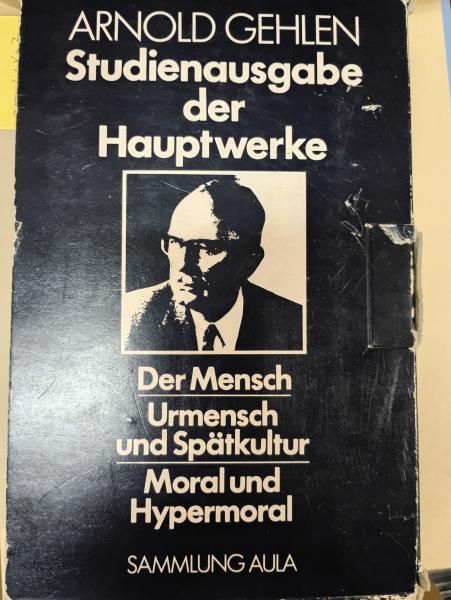 ARNOLD GEHLEN
Studienausgabe
der
Hauptwerke
Der Mensch
Urmensch
und Spätkultur
Moral und
Hypermoral
SAMMLUNG AULA